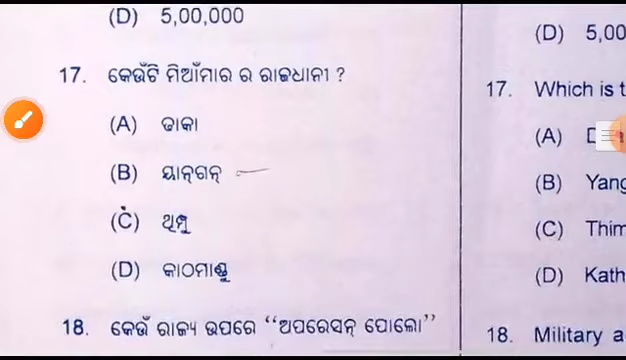 (D) 5,00,000
17. କେଉଁଟି ମିଆଁମାର ର ରାଜଧାନୀ ?
(A) ଢାକା
(B) ୟାନ୍‌ଗନ୍
(C) ଥିମ୍ପୁ
(D) କାଠମାଣ୍ଡୁ
18. କେଉଁ ରାଜ୍ୟ ଉପରେ “ଅପରେସନ୍ ପୋଲୋ”
(D) 5,00
17. Which is t
(A)
(B) Yang
(C) Thim
(D) Kath
18. Military a